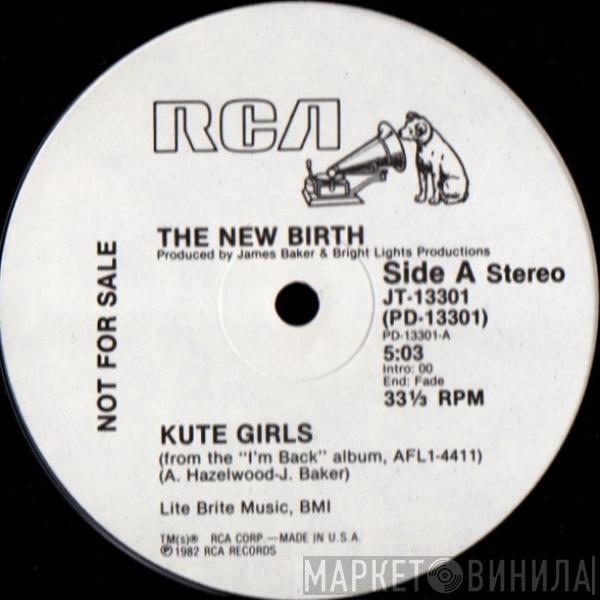 RCA
THE NEW BIRTH
Produced by James Baker & Bright Lights Productions
Side A Stereo
JT-13301
(PD-13301)
PD-13301-A
5:03
Intro: 00
End: Fade
33⅓ RPM
NOT FOR SALE
KUTE GIRLS
(from the "I'm Back" album, AFL1-4411)
(A. Hazelwood-J. Baker)
Lite Brite Music, BMI
TM(s)® RCA CORP.—MADE IN U.S.A.
℗1982 RCA RECORDS
МАРКЕТ ВИНИЛА